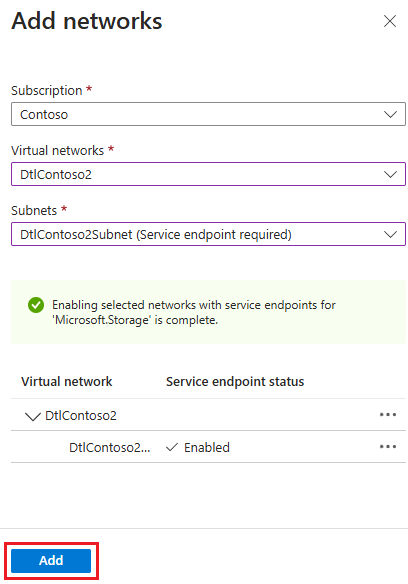 Add networks
Subscription *
Contoso
Virtual networks *
DtlContoso2
Subnets *
DtlContoso2Subnet (Service endpoint required)
Enabling selected networks with service endpoints for
'Microsoft.Storage' is complete.
Virtual network Service endpoint status
DtlContoso2
DtlContoso2... Enabled
Add